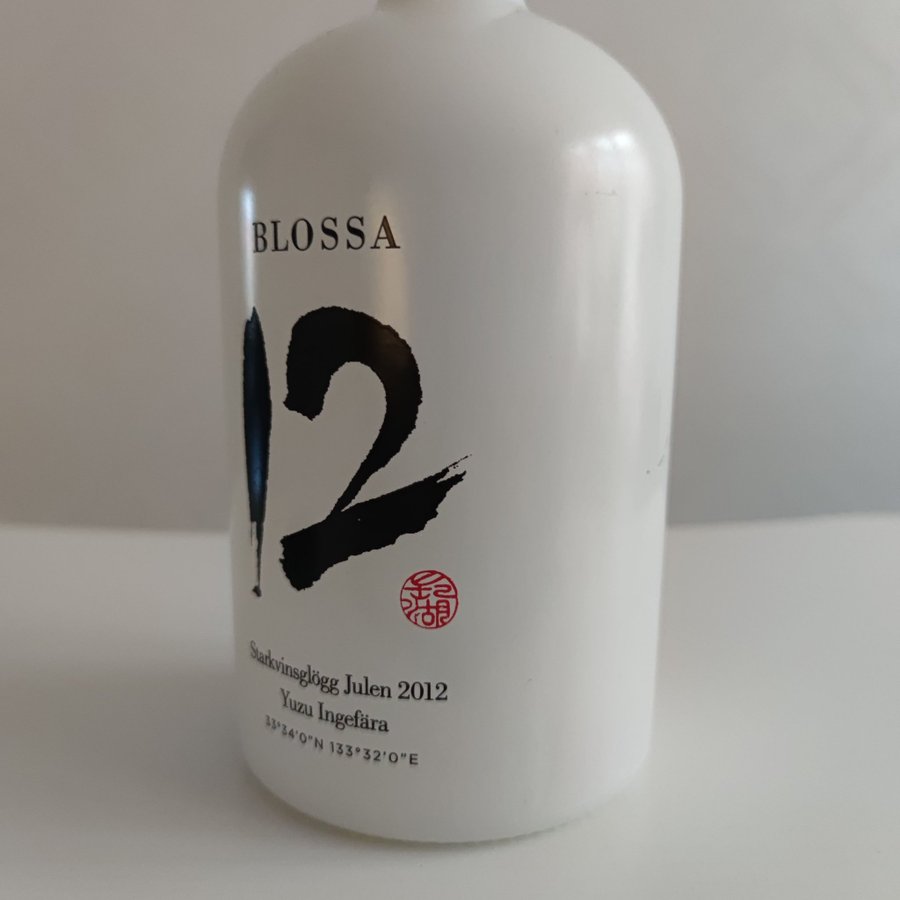 BLOSSA
12
Starkvinsglögg Julen 2012
Yuzu Ingefära
33°34'0"N 133°32'0"E